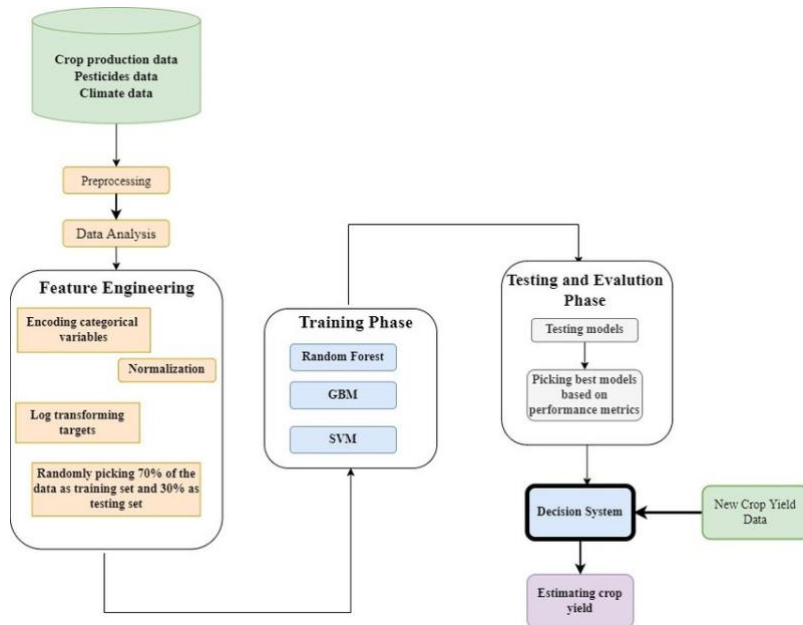 Crop production data
Pesticides data
Climate data
Preprocessing
Data Analysis
Feature Engineering
Encoding categorical
variables
Normalization
Log transforming
targets
Randomly picking 70% of the
data as training set and 30% as
testing set
Training Phase
Random Forest
GBM
SVM
Testing and Evalution
Phase
Testing models
Picking best models
based on
performance metrics
Decision System
New Crop Yield
Data
Estimating crop
yield